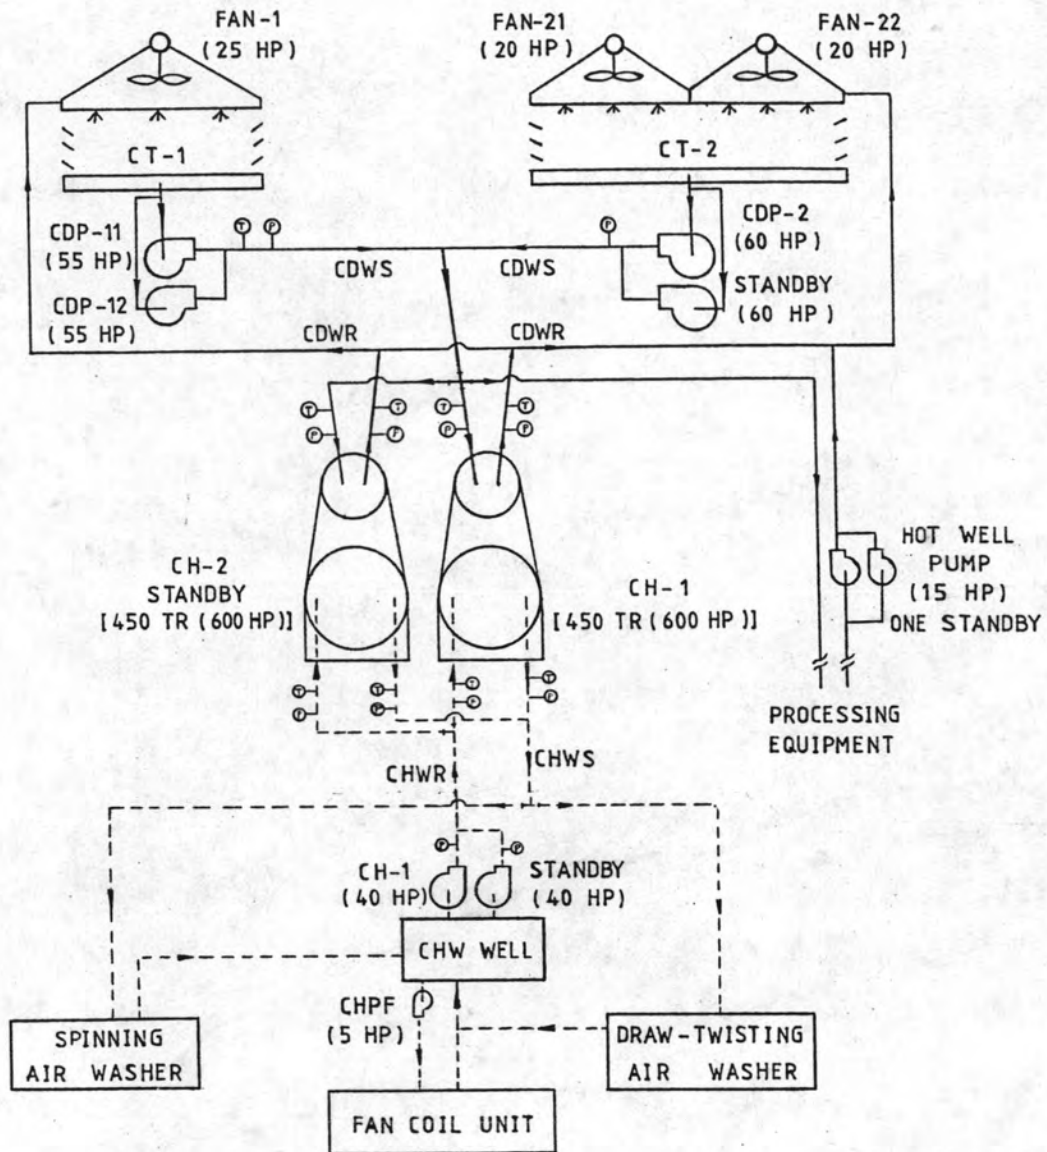 FAN-1
(25 HP)
FAN-21
(20 HP)
FAN-22
(20 HP)
CT-1
CT-2
CDP-11
(55 HP)
T
P
P
CDP-2
(60 HP)
CDWS
CDWS
CDP-12
(55 HP)
STANDBY
(60 HP)
CDWR
CDWR
T
T
T
T
P
P
P
P
HOT WELL
PUMP
(15 HP)
ONE STANDBY
CH-2
STANDBY
[450 TR (600 HP)]
CH-1
[450 TR (600 HP)]
T
T
T
T
P
P
P
P
PROCESSING
EQUIPMENT
CHWR
CHWS
P
P
CH-1
(40 HP)
STANDBY
(40 HP)
CHW WELL
CHPF
(5 HP)
SPINNING
AIR WASHER
DRAW-TWISTING
AIR WASHER
FAN COIL UNIT